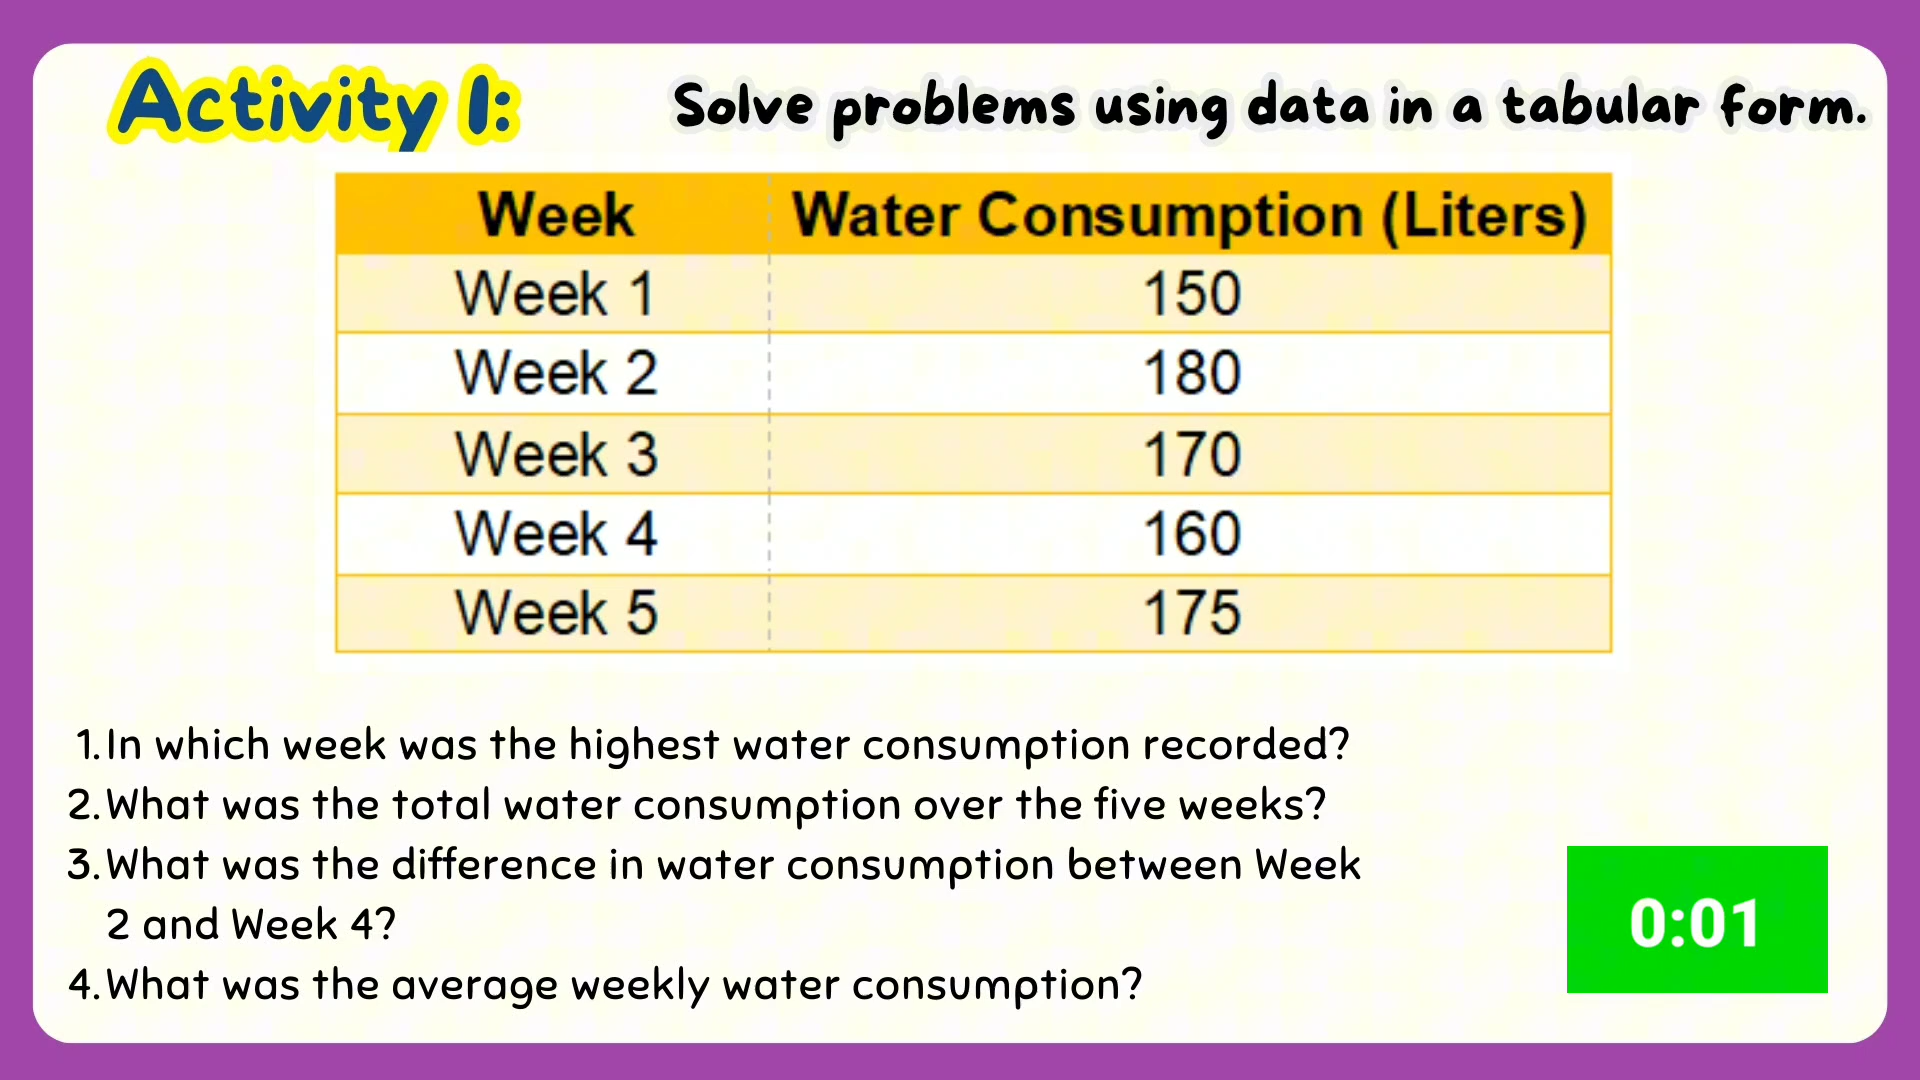 Activity 1:
Solve problems using data in a tabular form.
Week Water Consumption (Liters)
Week 1 150
Week 2 180
Week 3 170
Week 4 160
Week 5 175
1. In which week was the highest water consumption recorded?
2. What was the total water consumption over the five weeks?
3. What was the difference in water consumption between Week
2 and Week 4?
4. What was the average weekly water consumption?
0:01